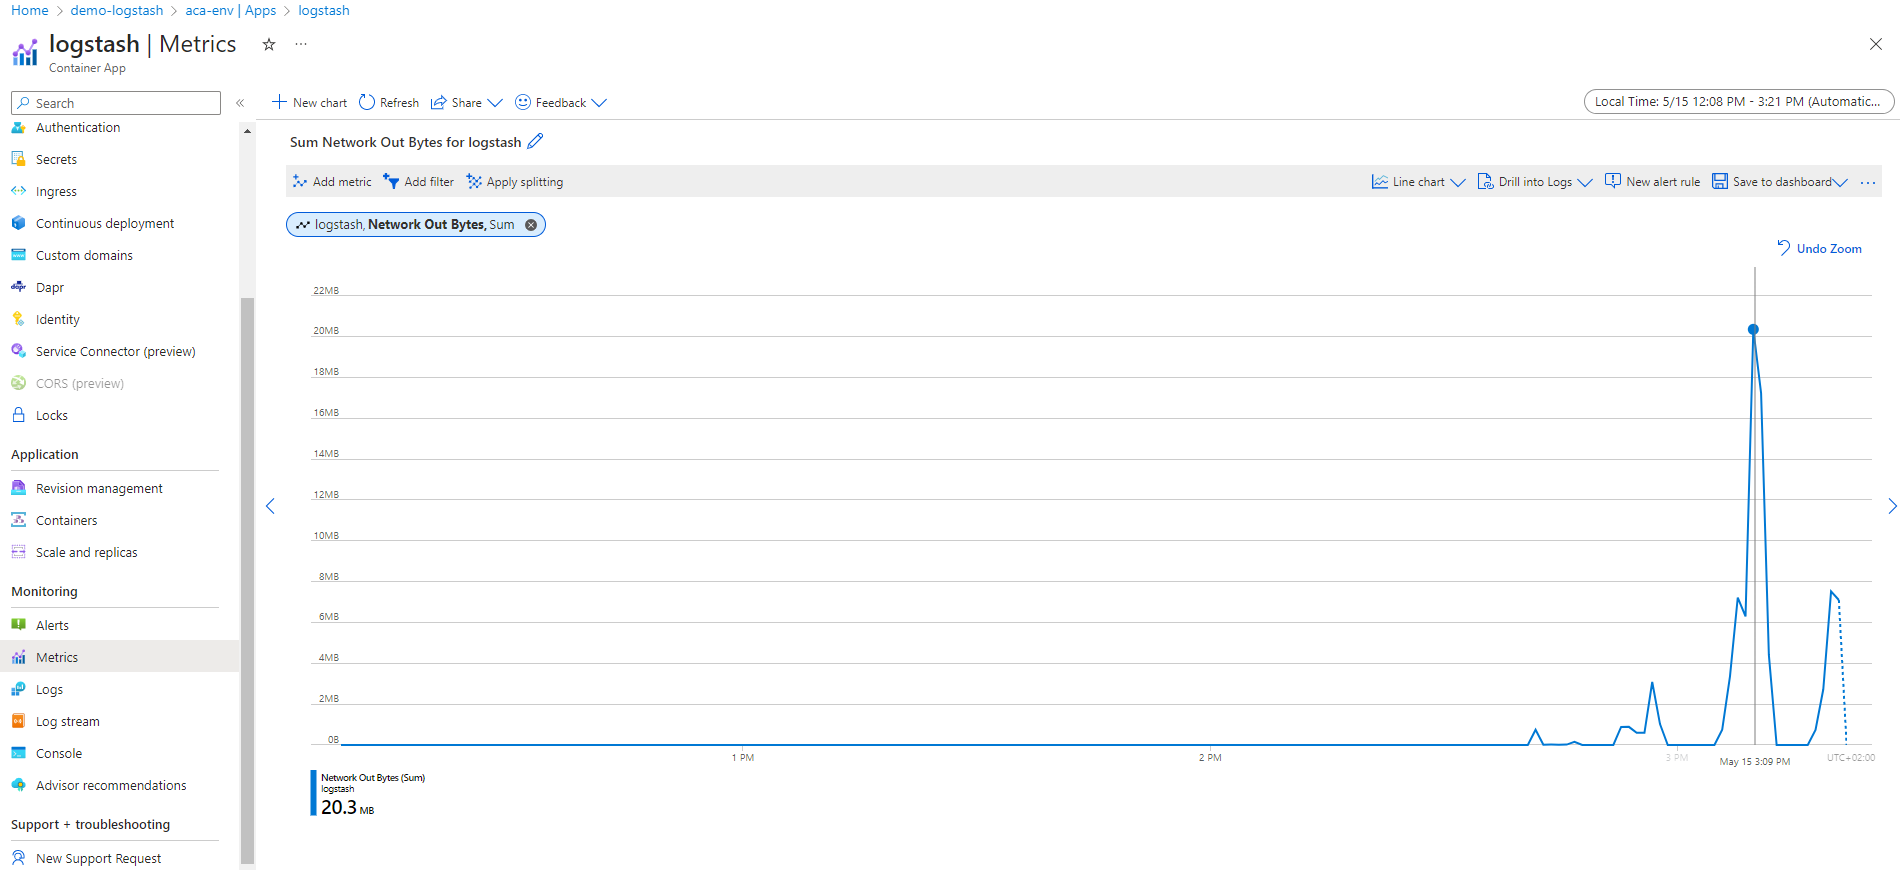 Home > demo-logstash > aca-env | Apps > logstash
logstash | Metrics ☆ ···
Container App
Search «
Authentication
Secrets
Ingress
Continuous deployment
Custom domains
Dapr
Identity
Service Connector (preview)
CORS (preview)
Locks
Application
Revision management
Containers
Scale and replicas
Monitoring
Alerts
Metrics
Logs
Log stream
Console
Advisor recommendations
Support + troubleshooting
New Support Request
New chart Refresh Share Feedback
Local Time: 5/15 12:08 PM - 3:21 PM (Automatic...
Sum Network Out Bytes for logstash
Add metric Add filter Apply splitting
Line chart Drill into Logs New alert rule Save to dashboard ...
logstash, Network Out Bytes, Sum
Undo Zoom
22MB
20MB
18MB
16MB
14MB
12MB
10MB
8MB
6MB
4MB
2MB
0B
1 PM 2 PM 3 PM May 15 3:09 PM UTC+02:00
Network Out Bytes (Sum)
logstash
20.3 MB